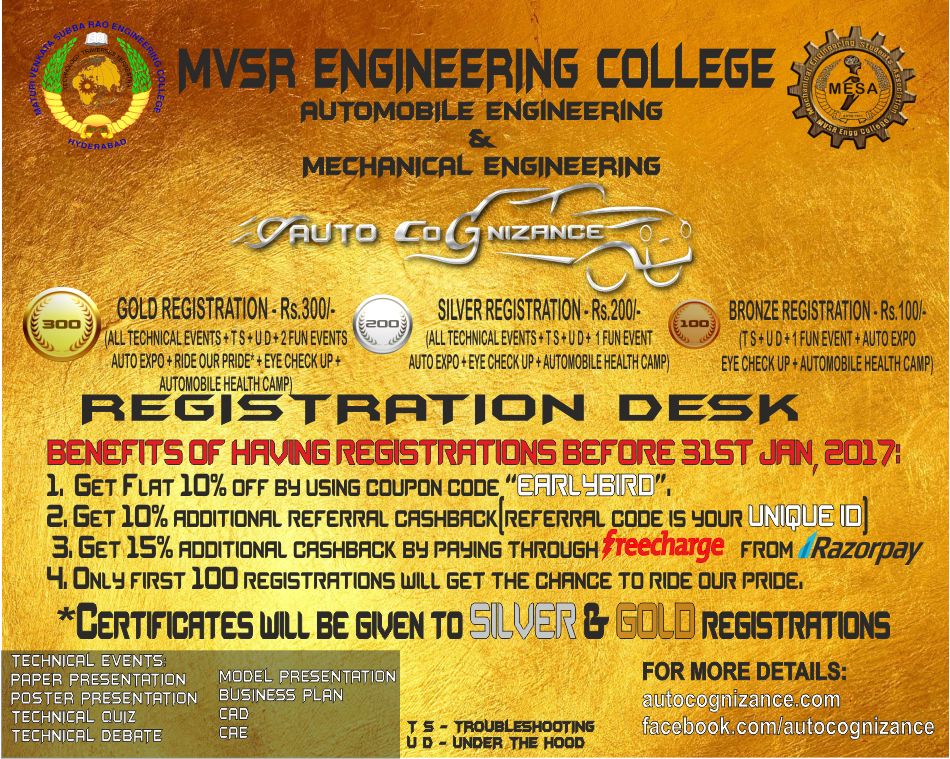 MATURI VENKATA SUBBA RAO ENGINEERING COLLEGE
HYDERABAD
MVSR ENGINEERING COLLEGE
AUTOMOBILE ENGINEERING
&
MECHANICAL ENGINEERING
Mechanical Engineering Students Association
MESA
MVSR Engg College
AUTO COGNIZANCE
300
GOLD REGISTRATION - Rs.300/-
(ALL TECHNICAL EVENTS + T S + U D + 2 FUN EVENTS
AUTO EXPO + RIDE OUR PRIDE* + EYE CHECK UP +
AUTOMOBILE HEALTH CAMP)
200
SILVER REGISTRATION - Rs.200/-
(ALL TECHNICAL EVENTS + T S + U D + 1 FUN EVENT
AUTO EXPO + EYE CHECK UP + AUTOMOBILE HEALTH CAMP)
100
BRONZE REGISTRATION - Rs.100/-
(T S + U D + 1 FUN EVENT + AUTO EXPO
EYE CHECK UP + AUTOMOBILE HEALTH CAMP)
REGISTRATION DESK
BENEFITS OF HAVING REGISTRATIONS BEFORE 31ST JAN, 2017:
1. GET FLAT 10% OFF BY USING COUPON CODE "EARLYBIRD".
2. GET 10% ADDITIONAL REFERRAL CASHBACK(REFERRAL CODE IS YOUR UNIQUE ID)
3. GET 15% ADDITIONAL CASHBACK BY PAYING THROUGH freecharge FROM Razorpay
4. ONLY FIRST 100 REGISTRATIONS WILL GET THE CHANCE TO RIDE OUR PRIDE.
*CERTIFICATES WILL BE GIVEN TO SILVER & GOLD REGISTRATIONS
TECHNICAL EVENTS:
PAPER PRESENTATION
POSTER PRESENTATION
TECHNICAL QUIZ
TECHNICAL DEBATE
MODEL PRESENTATION
BUSINESS PLAN
CAD
CAE
T S - TROUBLESHOOTING
U D - UNDER THE HOOD
FOR MORE DETAILS:
autocognizance.com
facebook.com/autocognizance